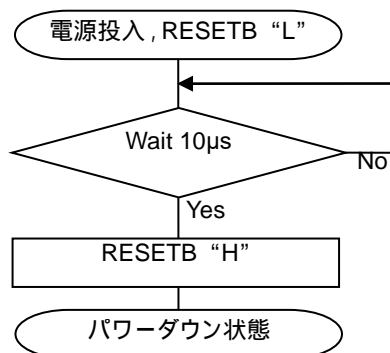 電源投入 , RESETB “L”
Wait 10μs
No
Yes
RESETB “H”
パワーダウン状態